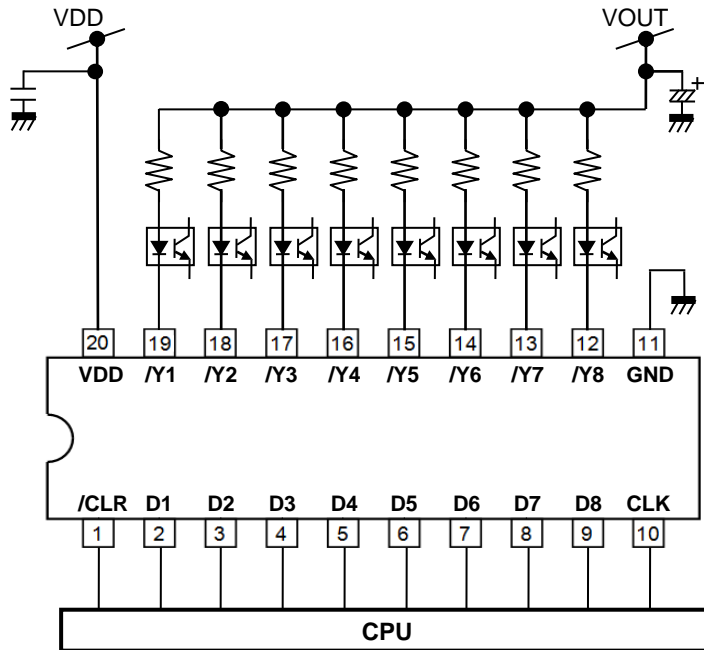 VDD VOUT
+
20 19 18 17 16 15 14 13 12 11
VDD /Y1 /Y2 /Y3 /Y4 /Y5 /Y6 /Y7 /Y8 GND
/CLR D1 D2 D3 D4 D5 D6 D7 D8 CLK
1 2 3 4 5 6 7 8 9 10
CPU